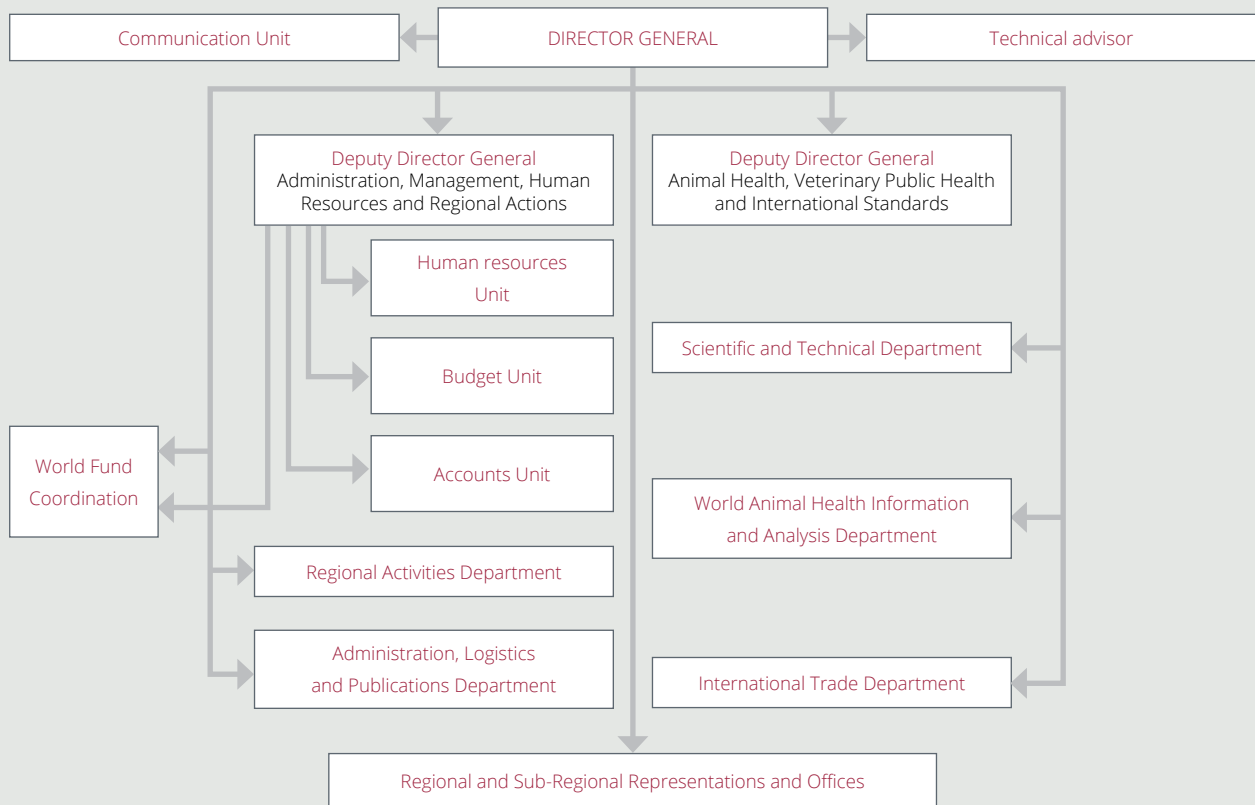 Communication Unit
DIRECTOR GENERAL
Technical advisor
Deputy Director General
Administration, Management, Human
Resources and Regional Actions
Deputy Director General
Animal Health, Veterinary Public Health
and International Standards
Human resources
Unit
Scientific and Technical Department
Budget Unit
World Fund
Coordination
Accounts Unit
World Animal Health Information
and Analysis Department
Regional Activities Department
Administration, Logistics
and Publications Department
International Trade Department
Regional and Sub-Regional Representations and Offices